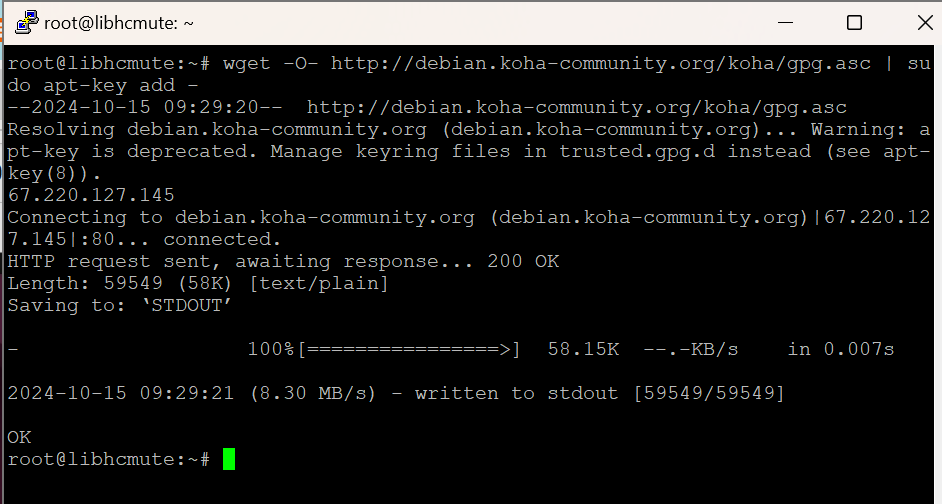 root@libhcmute: ~
root@libhcmute:~# wget -O- http://debian.koha-community.org/koha/gpg.asc | su
do apt-key add -
--2024-10-15 09:29:20--  http://debian.koha-community.org/koha/gpg.asc
Resolving debian.koha-community.org (debian.koha-community.org)... Warning: a
pt-key is deprecated. Manage keyring files in trusted.gpg.d instead (see apt-
key(8)).
67.220.127.145
Connecting to debian.koha-community.org (debian.koha-community.org)|67.220.12
7.145|:80... connected.
HTTP request sent, awaiting response... 200 OK
Length: 59549 (58K) [text/plain]
Saving to: ‘STDOUT’
-                   100%[================>]  58.15K  --.-KB/s    in 0.007s
2024-10-15 09:29:21 (8.30 MB/s) - written to stdout [59549/59549]
OK
root@libhcmute:~#